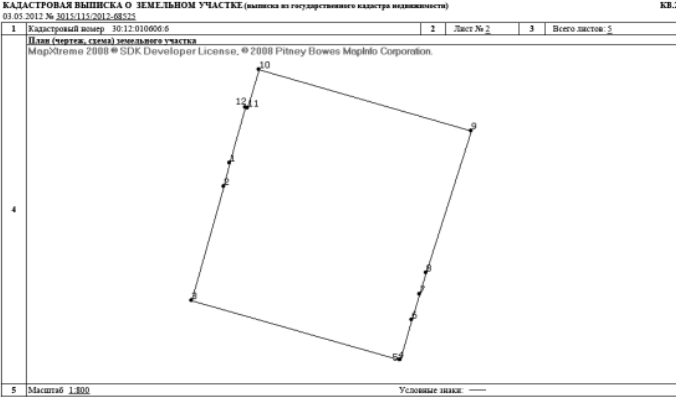 КАДАСТРОВАЯ ВЫПИСКА О ЗЕМЕЛЬНОМ УЧАСТКЕ (выписка из государственного кадастра недвижимости) КВ.2
03.05.2012 № 3015/115/2012-68525
1 Кадастровый номер 30:12:010606:6 2 Лист № 2 3 Всего листов: 5
План (чертеж, схема) земельного участка
MapXtreme 2008 ® SDK Developer License, © 2008 Pitney Bowes MapInfo Corporation.
10
9
12 11
1
2
4
8
7
3
6
5
5 Масштаб 1:800 Условные знаки: